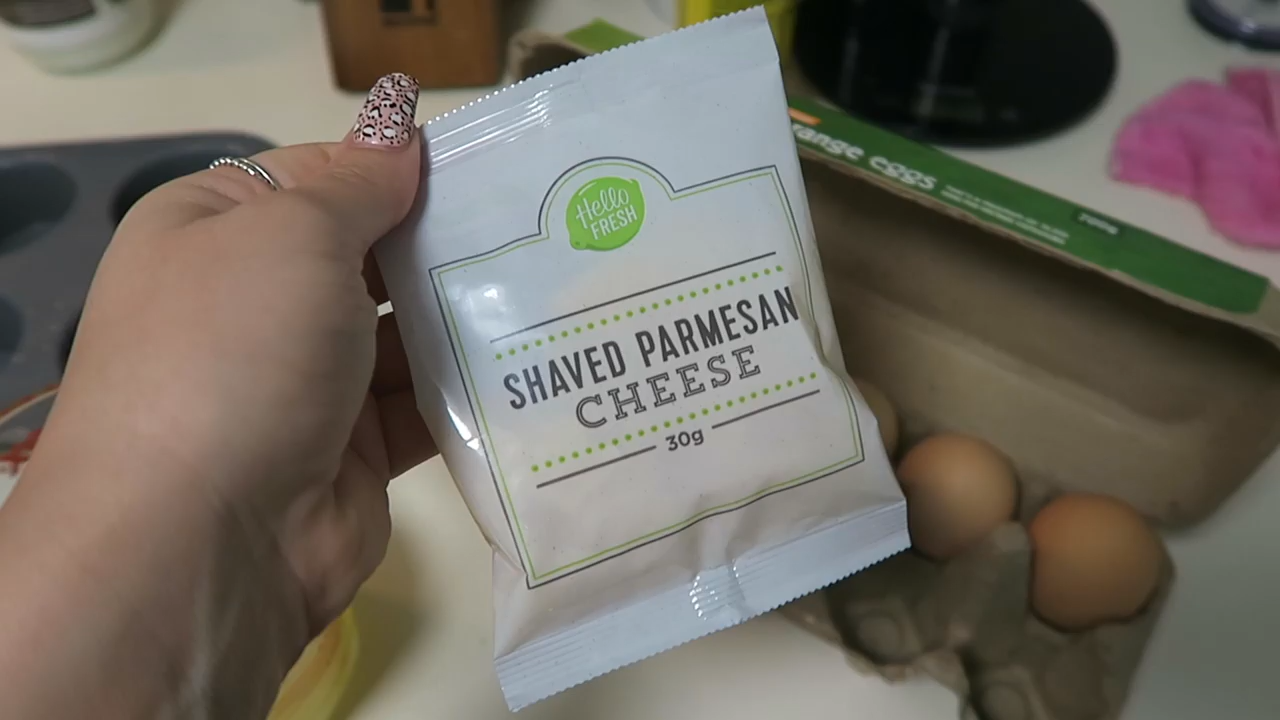 Hello
FRESH
SHAVED PARMESAN
CHEESE
30g
range eggs